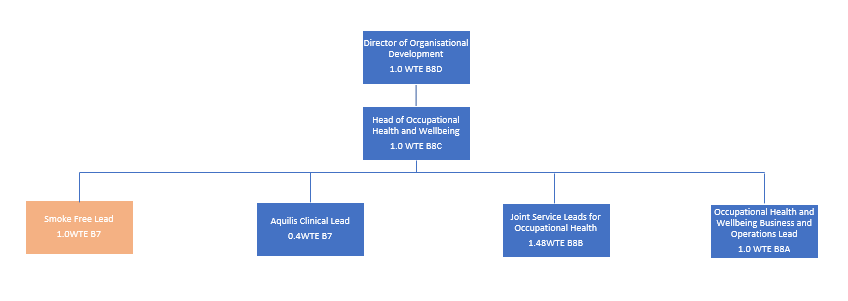 Director of Organisational
Development
1.0 WTE B8D
Head of Occupational
Health and Wellbeing
1.0 WTE B8C
Smoke Free Lead
1.0WTE B7
Aquilis Clinical Lead
0.4WTE B7
Joint Service Leads for
Occupational Health
1.48WTE B8B
Occupational Health and
Wellbeing Business and
Operations Lead
1.0 WTE B8A